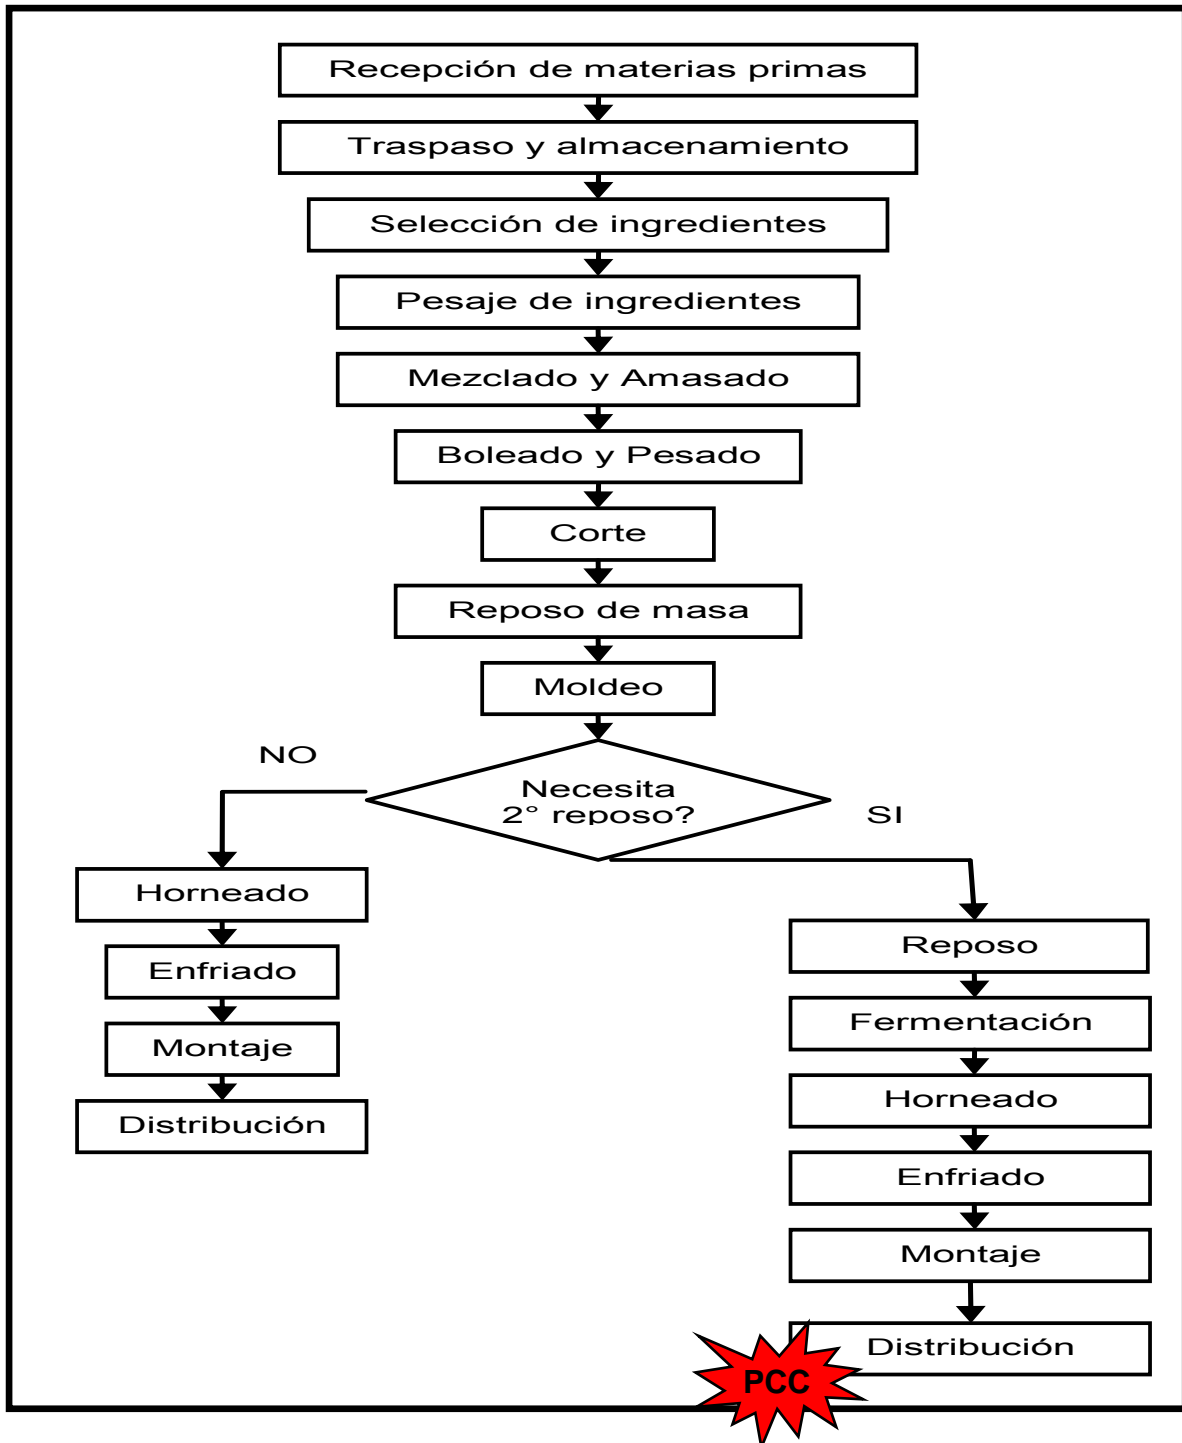 Recepción de materias primas
Traspaso y almacenamiento
Selección de ingredientes
Pesaje de ingredientes
Mezclado y Amasado
Boleado y Pesado
Corte
Reposo de masa
Moldeo
Necesita
2° reposo?
NO
Horneado
Enfriado
Montaje
Distribución
SI
Reposo
Fermentación
Horneado
Enfriado
Montaje
Distribución
PCC